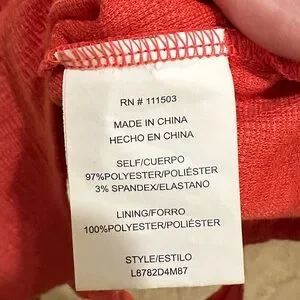 RN # 111503
MADE IN CHINA
HECHO EN CHINA
SELF/CUERPO
97%POLYESTER/POLIÉSTER
3% SPANDEX/ELASTANO
LINING/FORRO
100%POLYESTER/POLIÉSTER
STYLE/ESTILO
L8782D4M87